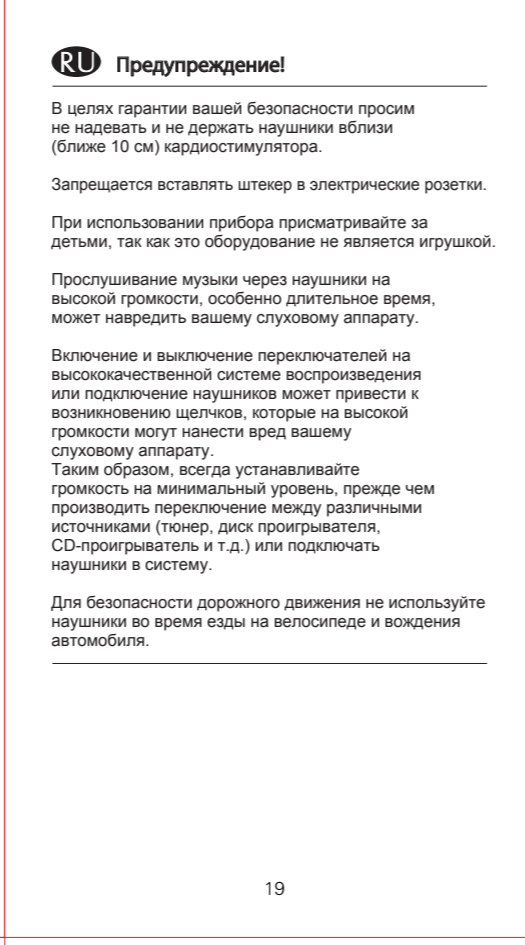 RU Предупреждение!
В целях гарантии вашей безопасности просим
не надевать и не держать наушники вблизи
(ближе 10 см) кардиостимулятора.
Запрещается вставлять штекер в электрические розетки.
При использовании прибора присматривайте за
детьми, так как это оборудование не является игрушкой.
Прослушивание музыки через наушники на
высокой громкости, особенно длительное время,
может навредить вашему слуховому аппарату.
Включение и выключение переключателей на
высококачественной системе воспроизведения
или подключение наушников может привести к
возникновению щелчков, которые на высокой
громкости могут нанести вред вашему
слуховому аппарату.
Таким образом, всегда устанавливайте
громкость на минимальный уровень, прежде чем
производить переключение между различными
источниками (тюнер, диск проигрывателя,
CD-проигрыватель и т.д.) или подключать
наушники в систему.
Для безопасности дорожного движения не используйте
наушники во время езды на велосипеде и вождения
автомобиля.
19